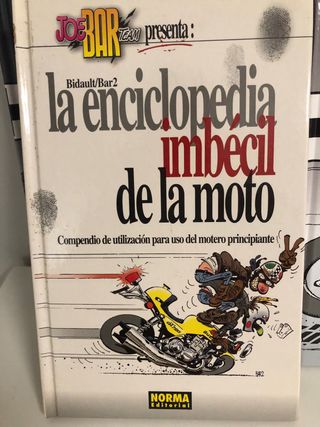 JOE BAR TEAM presenta:
Bidault/Bar2
la enciclopedia
imbécil
de la moto
Compendio de utilización para uso del motero principiante
BR2
NORMA
Editorial